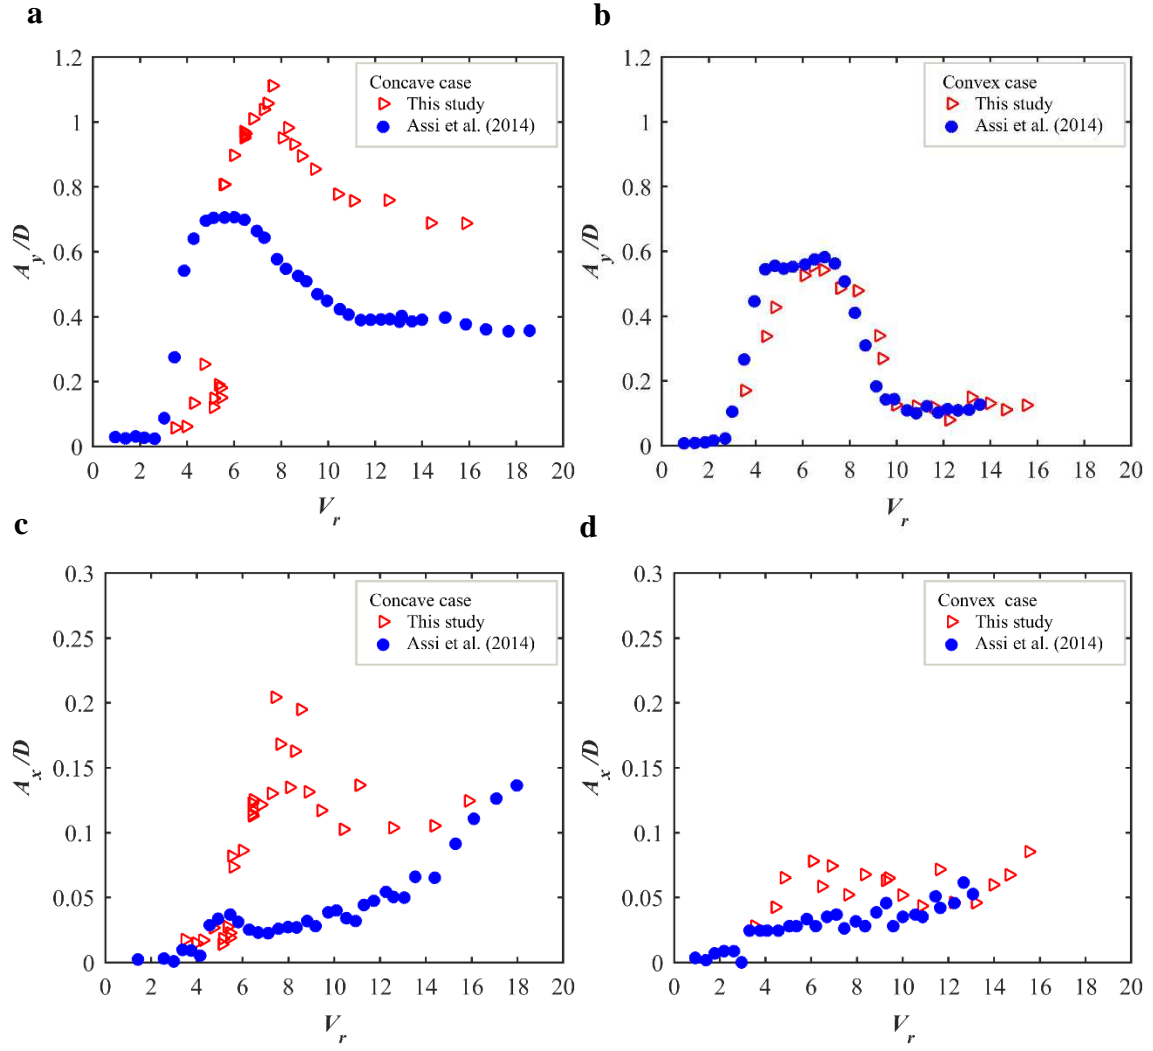 a
b
1.2
1
0.8
0.6
0.4
0.2
0
A_y/D
0 2 4 6 8 10 12 14 16 18 20
V_r
Concave case
This study
Assi et al. (2014)
1.2
1
0.8
0.6
0.4
0.2
0
A_y/D
0 2 4 6 8 10 12 14 16 18 20
V_r
Convex case
This study
Assi et al. (2014)
c
d
0.3
0.25
0.2
0.15
0.1
0.05
0
A_x/D
0 2 4 6 8 10 12 14 16 18 20
V_r
Concave case
This study
Assi et al. (2014)
0.3
0.25
0.2
0.15
0.1
0.05
0
A_x/D
0 2 4 6 8 10 12 14 16 18 20
V_r
Convex case
This study
Assi et al. (2014)